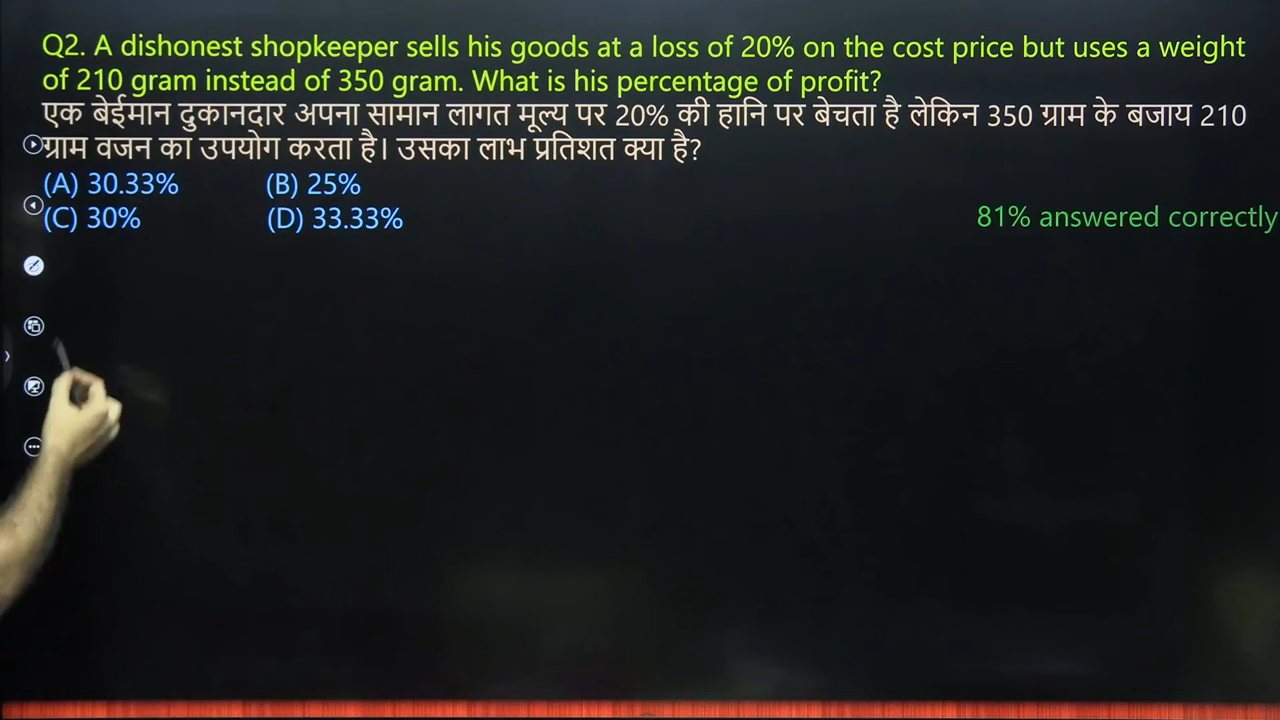 Q2. A dishonest shopkeeper sells his goods at a loss of 20% on the cost price but uses a weight
of 210 gram instead of 350 gram. What is his percentage of profit?
एक बेईमान दुकानदार अपना सामान लागत मूल्य पर 20% की हानि पर बेचता है लेकिन 350 ग्राम के बजाय 210
ग्राम वजन का उपयोग करता है। उसका लाभ प्रतिशत क्या है?
(A) 30.33% (B) 25%
(C) 30% (D) 33.33%
81% answered correctly